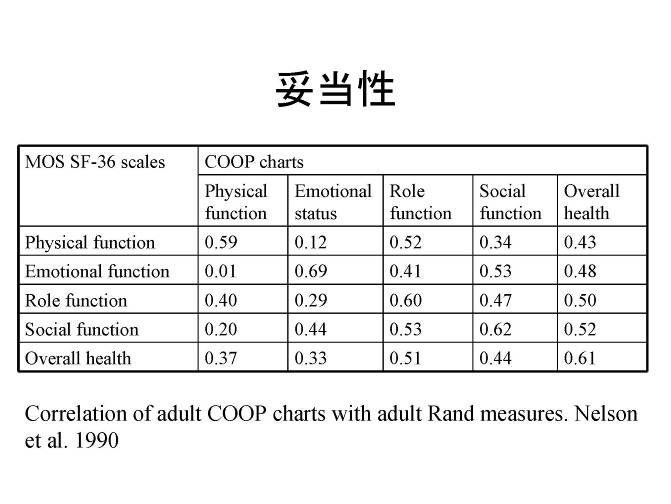 妥当性
MOS SF-36 scales COOP charts
Physical function Emotional status Role function Social function Overall health
Physical function 0.59 0.12 0.52 0.34 0.43
Emotional function 0.01 0.69 0.41 0.53 0.48
Role function 0.40 0.29 0.60 0.47 0.50
Social function 0.20 0.44 0.53 0.62 0.52
Overall health 0.37 0.33 0.51 0.44 0.61
Correlation of adult COOP charts with adult Rand measures. Nelson
et al. 1990